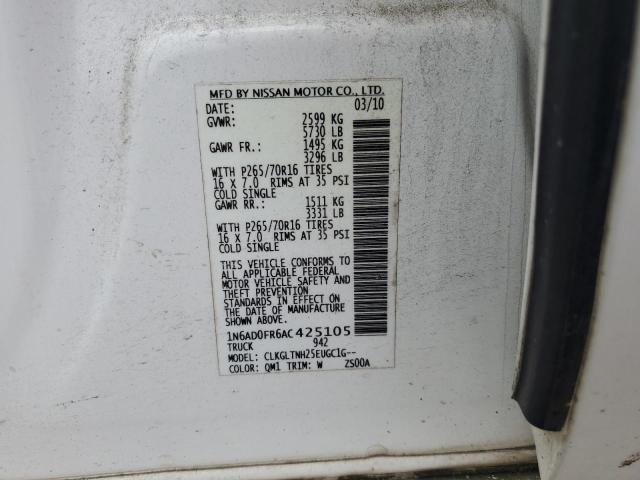 MFD BY NISSAN MOTOR CO., LTD.
DATE: 03/10
GVWR: 2599 KG
5730 LB
GAWR FR.: 1495 KG
3296 LB
WITH P265/70R16 TIRES
16 X 7.0 RIMS AT 35 PSI
COLD SINGLE
GAWR RR.: 1511 KG
3331 LB
WITH P265/70R16 TIRES
16 X 7.0 RIMS AT 35 PSI
COLD SINGLE
THIS VEHICLE CONFORMS TO
ALL APPLICABLE FEDERAL
MOTOR VEHICLE SAFETY AND
THEFT PREVENTION
STANDARDS IN EFFECT ON
THE DATE OF MANUFACTURE
SHOWN ABOVE.
1N6AD0FR6AC425105
TRUCK 942
MODEL: CLKGLTNH25EUGC1G--
COLOR: QM1 TRIM: W ZS00A